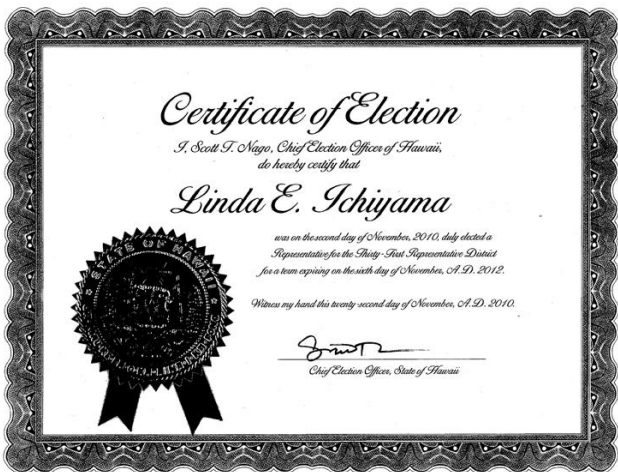 Certificate of Election
I, Scott T. Nago, Chief Election Officer of Hawaii,
do hereby certify that
Linda E. Ichiyama
was on the second day of November, 2010, duly elected a
Representative for the Thirty-First Representative District
for a term expiring on the sixth day of November, A.D. 2012.
Witness my hand this twenty-second day of November, A.D. 2010.
Chief Election Officer, State of Hawaii
STATE OF HAWAII